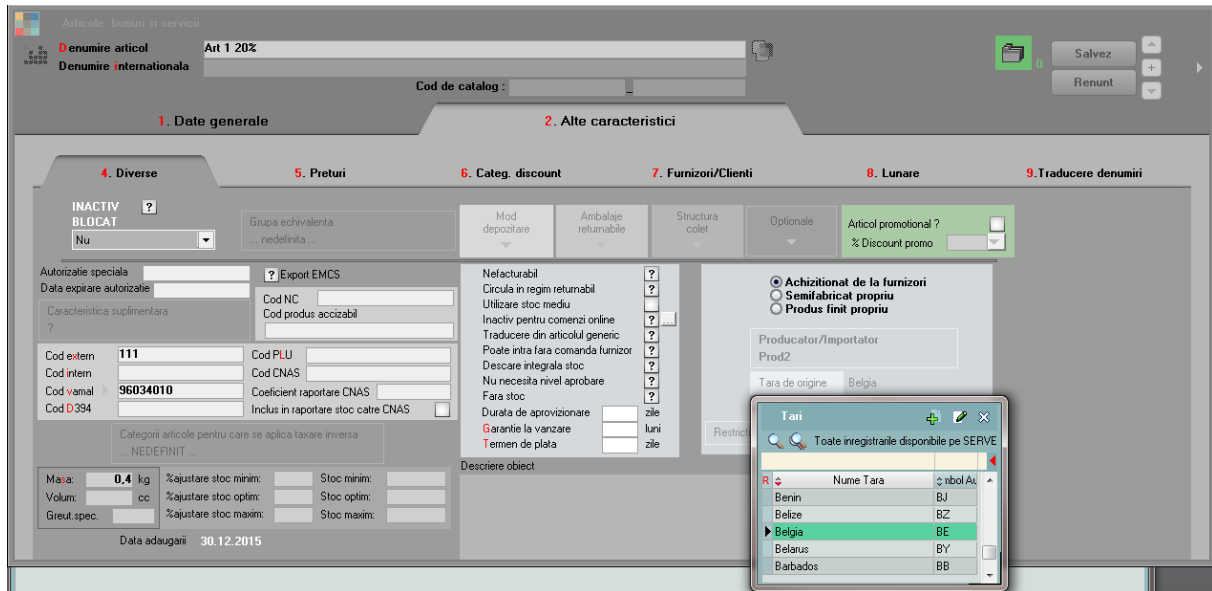 Articole: bunuri si servicii
Denumire articol Art 1 20%
Denumire internationala
Cod de catalog : _
0
Salvez
Renunt
1. Date generale 2. Alte caracteristici
4. Diverse 5. Preturi 6. Categ. discount 7. Furnizori/Clienti 8. Lunare 9.Traducere denumiri
INACTIV ?
BLOCAT
Nu
Grupa echivalenta
... nedefinita ...
Mod depozitare
Ambalaje returnabile
Structura colet
Optionale
Articol promotional ?
% Discount promo
Autorizatie speciala
Data expirare autorizatie
Caracteristica suplimentara
?
? Export EMCS
Cod NC
Cod produs accizabil
Cod extern 111
Cod intern
Cod vamal 96034010
Cod D394
Cod PLU
Cod CNAS
Coeficient raportare CNAS
Inclus in raportare stoc catre CNAS
Categorii articole pentru care se aplica taxare inversa
... NEDEFINIT ...
Masa: 0,4 kg
Volum: cc
Greut.spec.
%ajustare stoc minim: Stoc minim:
%ajustare stoc optim: Stoc optim:
%ajustare stoc maxim: Stoc maxim:
Data adaugarii 30.12.2015
Nefacturabil ?
Circula in regim returnabil ?
Utilizare stoc mediu
Inactiv pentru comenzi online ? ...
Traducere din articolul generic ?
Poate intra fara comanda furnizor ?
Descare integrala stoc ?
Nu necesita nivel aprobare ?
Fara stoc ?
Durata de aprovizionare zile
Garantie la vanzare luni
Termen de plata zile
Descriere obiect
Achizitionat de la furnizori
Semifabricat propriu
Produs finit propriu
Producator/Importator
Prod2
Tara de origine Belgia
Restricti
Tari
Toate inregistrarile disponibile pe SERVE
R Nume Tara nbol Au
Benin BJ
Belize BZ
Belgia BE
Belarus BY
Barbados BB